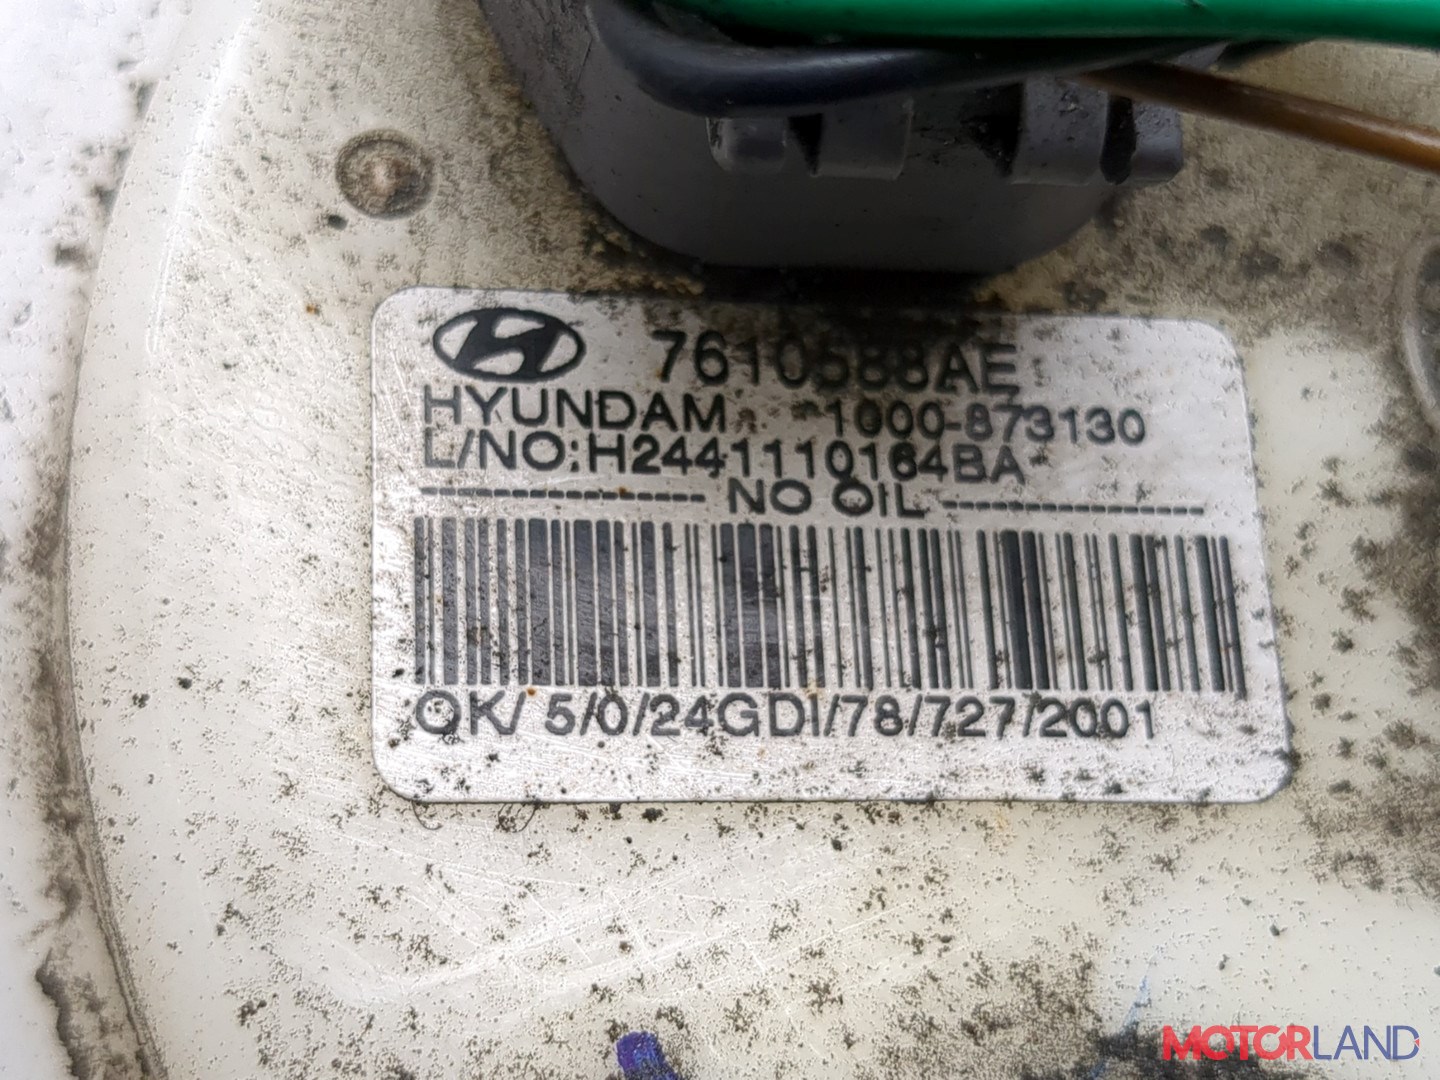 7610588AE
HYUNDAM 1000-873130
L/NO:H2441110164BA
---------------- NO OIL ----------------
OK/ 5/0/24GDI/78/727/2001
MOTORLAND